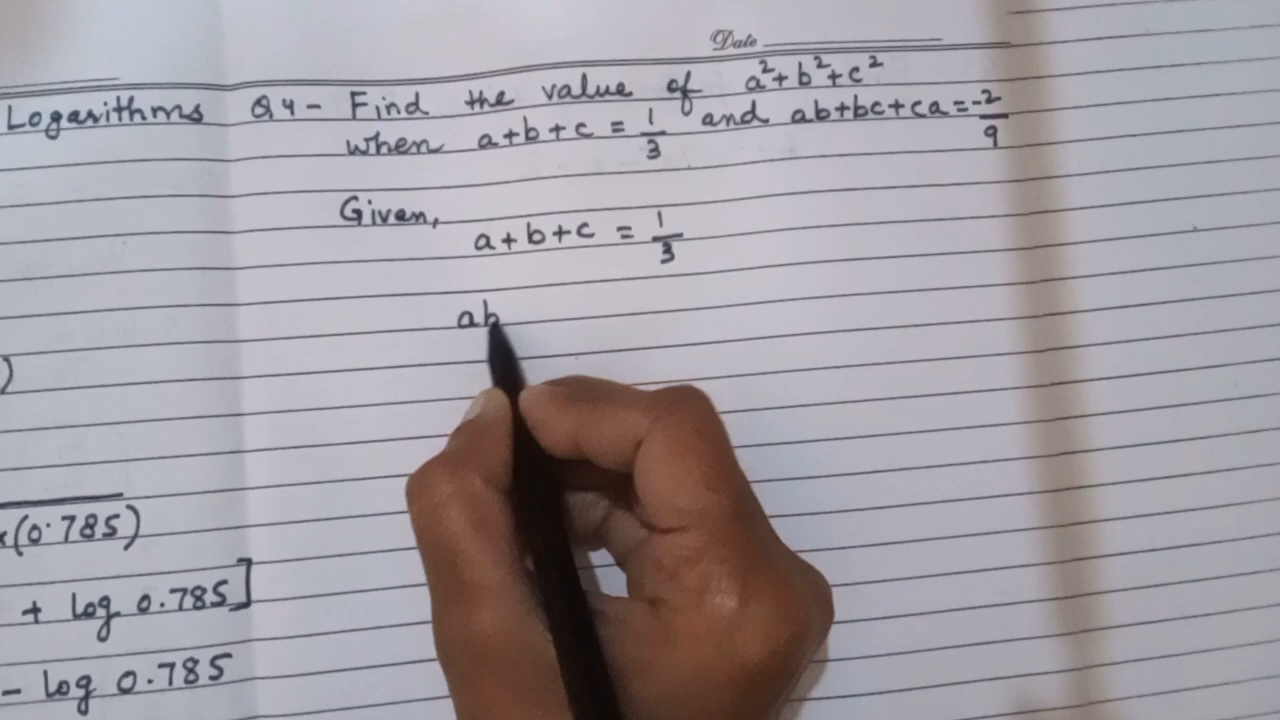 Date
Logarithms Q4- Find the value of a²+b²+c²
when a+b+c = 1/3 and ab+bc+ca = -2/9
Given,
a+b+c = 1/3
ab
)
×(0.785)
+ log 0.785]
- log 0.785